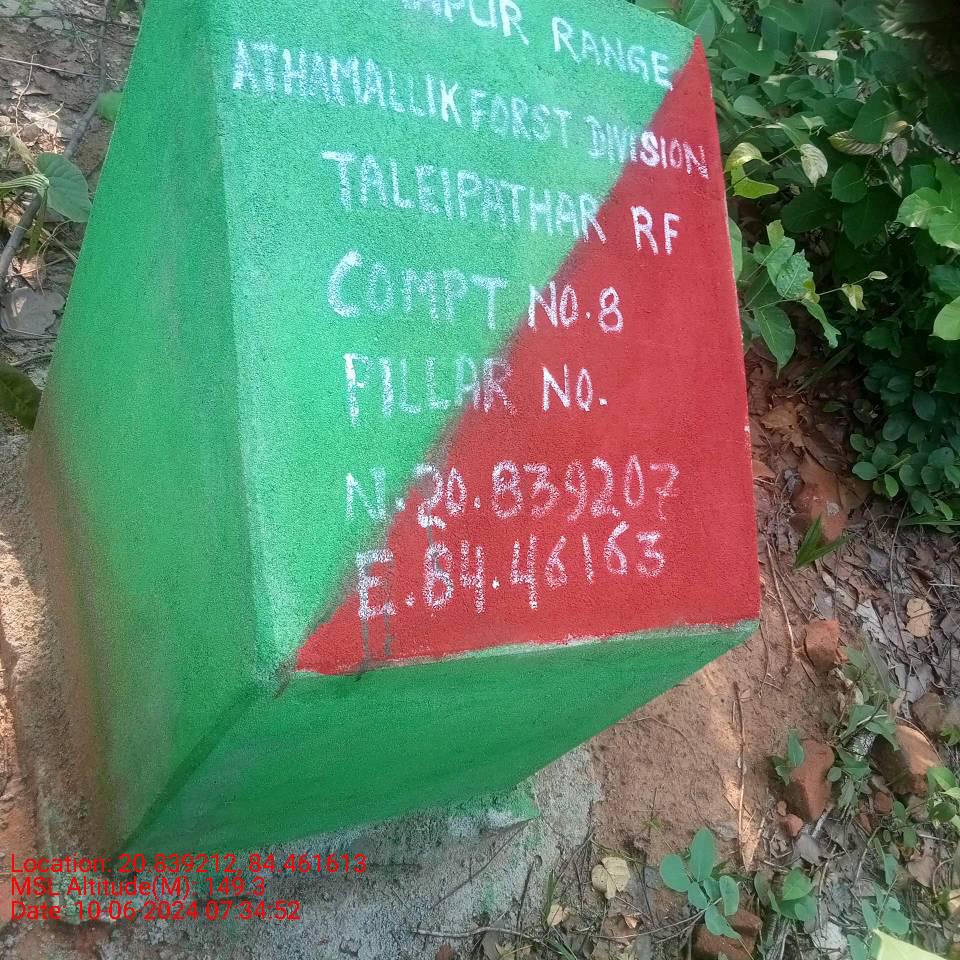 RANGE
ATHAMALLIK FORST DIVISION
TALEIPATHAR RF
COMPT NO.8
PILLAR NO.
N.20.839207
E.84.46163
Location: 20.839212, 84.461613
MSL Altitude(M): 149.3
Date: 10-06-2024 07:34:52